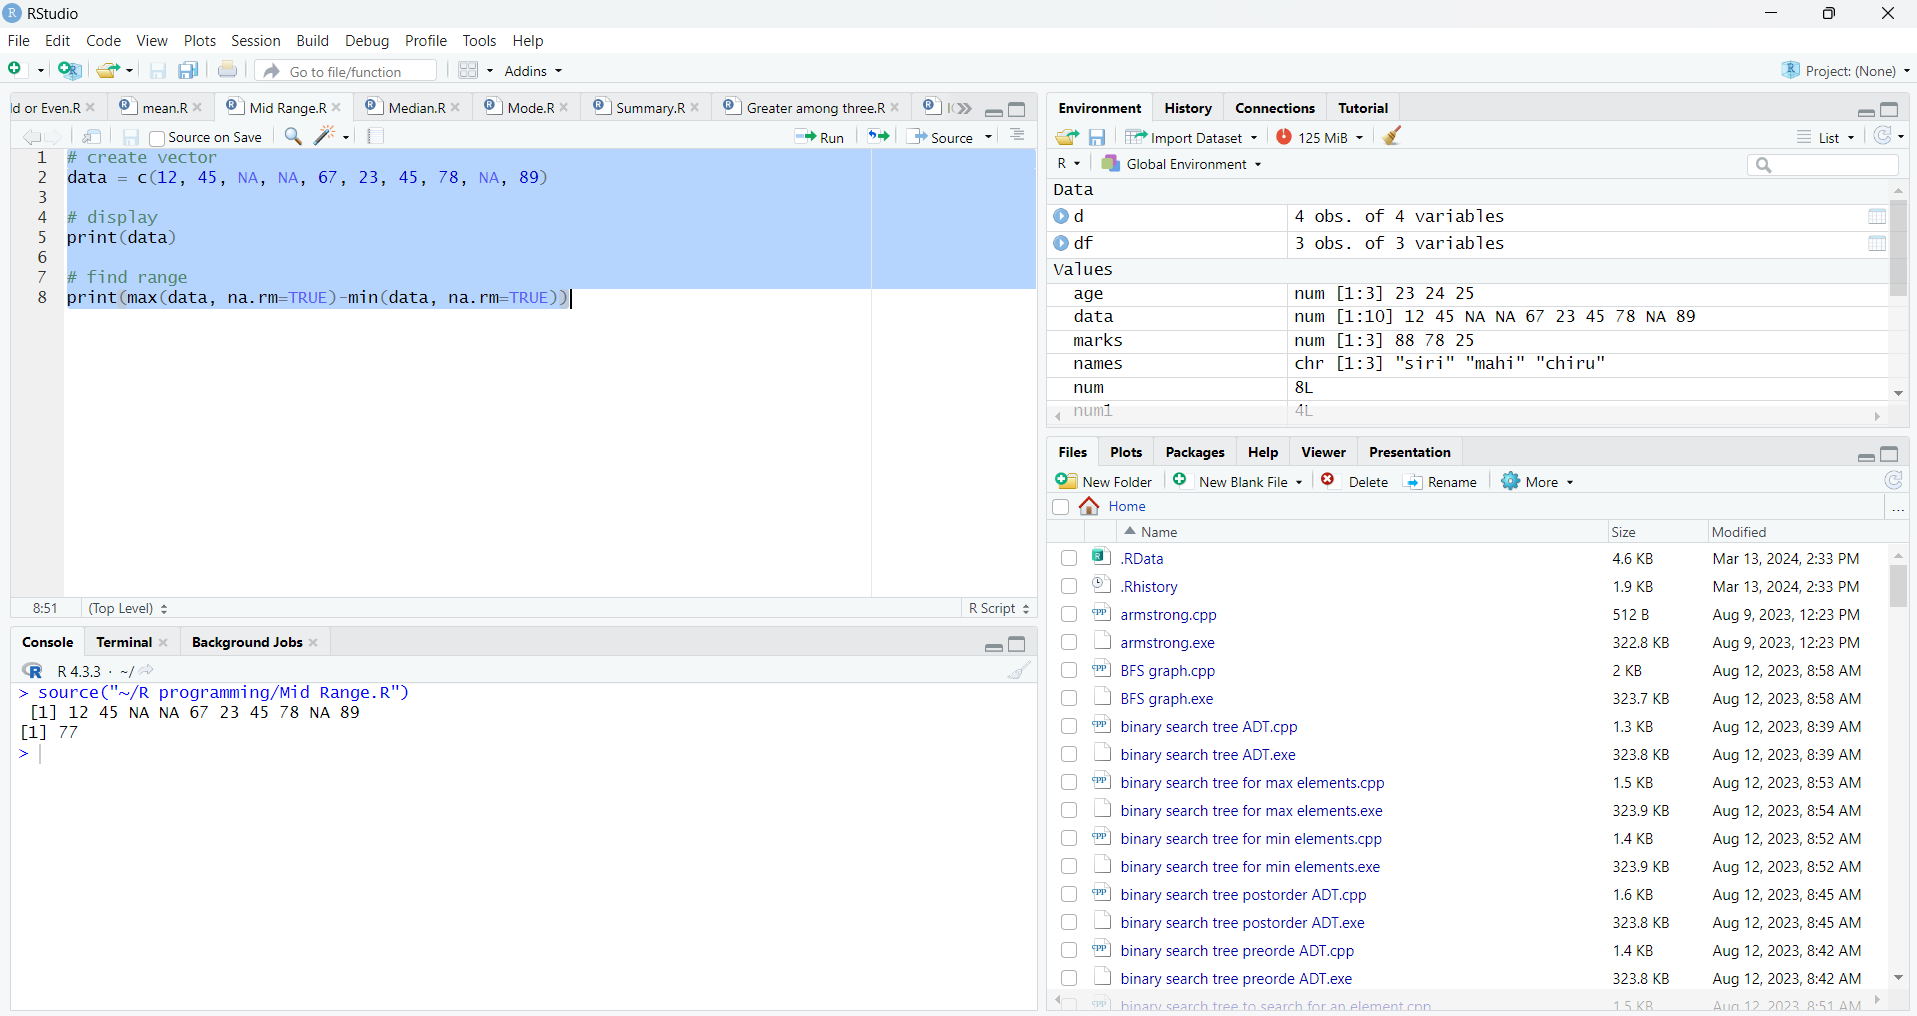 RStudio
File Edit Code View Plots Session Build Debug Profile Tools Help
Go to file/function Addins Project: (None)
ld or Even.R mean.R Mid Range.R Median.R Mode.R Summary.R Greater among three.R
Source on Save Run Source
1 # create vector
2 data = c(12, 45, NA, NA, 67, 23, 45, 78, NA, 89)
3
4 # display
5 print(data)
6
7 # find range
8 print(max(data, na.rm=TRUE)-min(data, na.rm=TRUE))
8:51 (Top Level) R Script
Console Terminal Background Jobs
R 4.3.3 · ~/
> source("~/R programming/Mid Range.R")
[1] 12 45 NA NA 67 23 45 78 NA 89
[1] 77
>
Environment History Connections Tutorial
Import Dataset 125 MiB List
R Global Environment
Data
d 4 obs. of 4 variables
df 3 obs. of 3 variables
Values
age num [1:3] 23 24 25
data num [1:10] 12 45 NA NA 67 23 45 78 NA 89
marks num [1:3] 88 78 25
names chr [1:3] "siri" "mahi" "chiru"
num 8L
num1 4L
Files Plots Packages Help Viewer Presentation
New Folder New Blank File Delete Rename More
Home ...
Name Size Modified
.RData 4.6 KB Mar 13, 2024, 2:33 PM
.Rhistory 1.9 KB Mar 13, 2024, 2:33 PM
armstrong.cpp 512 B Aug 9, 2023, 12:23 PM
armstrong.exe 322.8 KB Aug 9, 2023, 12:23 PM
BFS graph.cpp 2 KB Aug 12, 2023, 8:58 AM
BFS graph.exe 323.7 KB Aug 12, 2023, 8:58 AM
binary search tree ADT.cpp 1.3 KB Aug 12, 2023, 8:39 AM
binary search tree ADT.exe 323.8 KB Aug 12, 2023, 8:39 AM
binary search tree for max elements.cpp 1.5 KB Aug 12, 2023, 8:53 AM
binary search tree for max elements.exe 323.9 KB Aug 12, 2023, 8:54 AM
binary search tree for min elements.cpp 1.4 KB Aug 12, 2023, 8:52 AM
binary search tree for min elements.exe 323.9 KB Aug 12, 2023, 8:52 AM
binary search tree postorder ADT.cpp 1.6 KB Aug 12, 2023, 8:45 AM
binary search tree postorder ADT.exe 323.8 KB Aug 12, 2023, 8:45 AM
binary search tree preorde ADT.cpp 1.4 KB Aug 12, 2023, 8:42 AM
binary search tree preorde ADT.exe 323.8 KB Aug 12, 2023, 8:42 AM
binary search tree to search for an element.cpp 1.5 KB Aug 12, 2023, 8:51 AM